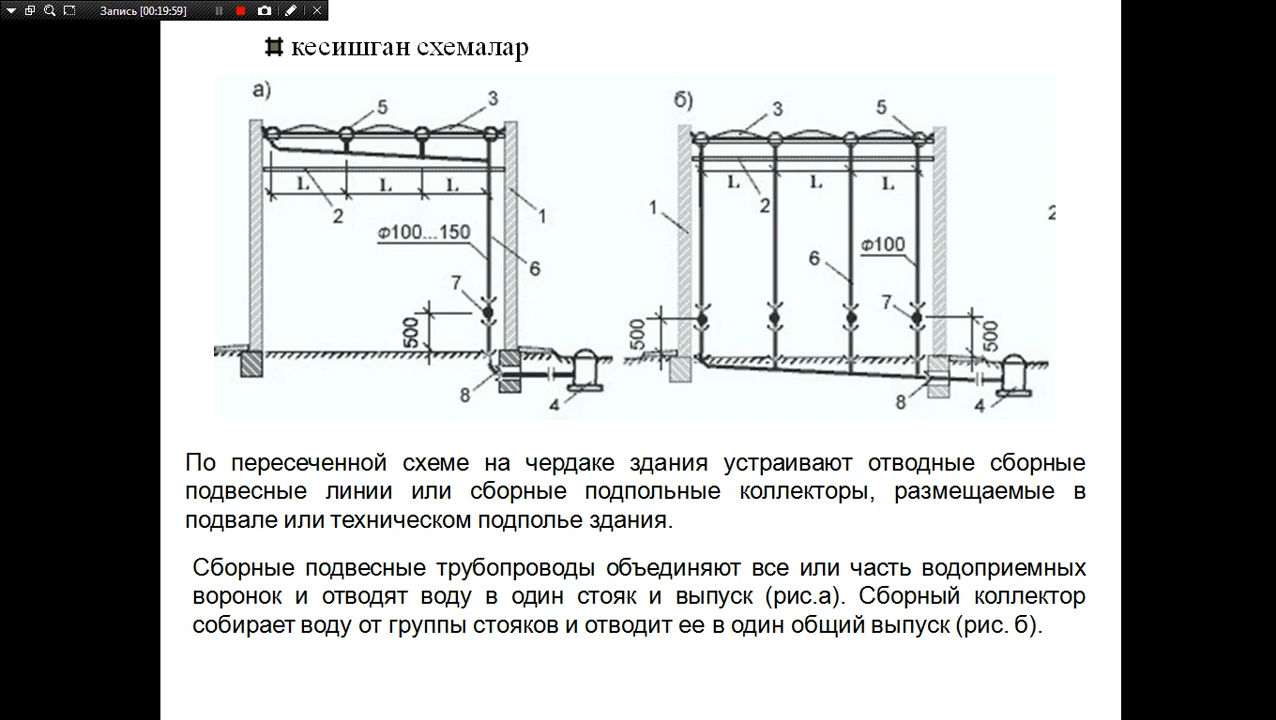 Запись [00:19:59]
кесишган схемалар
а)
5
3
L
L
L
2
1
Ф100...150
6
7
500
8
4
б)
3
5
L
L
L
2
1
2
6
Ф100
7
500
500
8
4
По пересеченной схеме на чердаке здания устраивают отводные сборные
подвесные линии или сборные подпольные коллекторы, размещаемые в
подвале или техническом подполье здания.
Сборные подвесные трубопроводы объединяют все или часть водоприемных
воронок и отводят воду в один стояк и выпуск (рис.а). Сборный коллектор
собирает воду от группы стояков и отводит ее в один общий выпуск (рис. б).